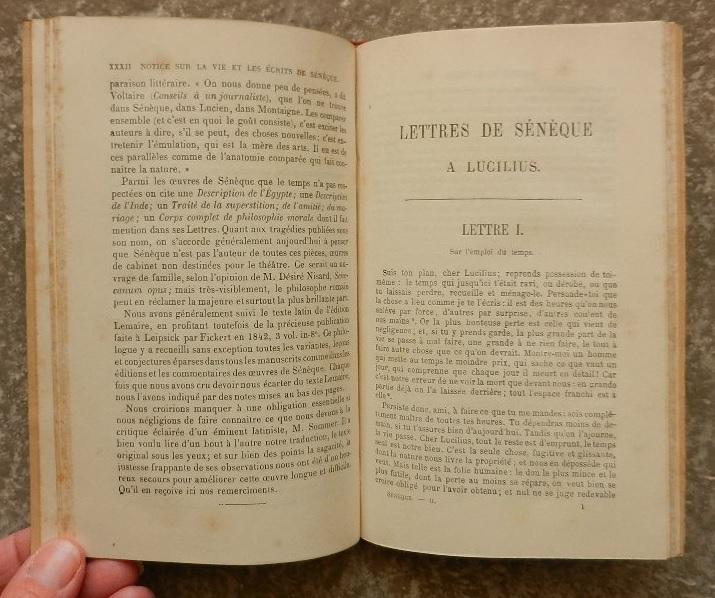 XXXII NOTICE SUR LA VIE ET LES ÉCRITS DE SÉNÈQUE.
paraison littéraire. « On nous donne peu de pensées, a dit
Voltaire (Conseils à un journaliste), que l'on ne trouve
dans Sénèque, dans Lucien, dans Montaigne. Les comparer
ensemble (et c'est en quoi le goût consiste), c'est exciter les
auteurs à dire, s'il se peut, des choses nouvelles; c'est en-
tretenir l'émulation, qui est la mère des arts. Il en est de
ces parallèles comme de l'anatomie comparée qui fait con-
naître la nature. »
Parmi les œuvres de Sénèque que le temps n'a pas res-
pectées on cite une Description de l'Égypte; une Description
de l'Inde; un Traité de la superstition; de l'amitié; du ma-
riage; un Corps complet de philosophie morale dont il fait
mention dans ses Lettres. Quant aux tragédies publiées sous
son nom, on s'accorde généralement aujourd'hui à penser
que Sénèque n'est pas l'auteur de toutes ces pièces, œuvres
de cabinet non destinées pour le théâtre. Ce serait un ou-
vrage de famille, selon l'opinion de M. Désiré Nisard, Sene-
canum opus; mais très-visiblement, le philosophe romain
peut en réclamer la majeure et surtout la plus brillante part.
Nous avons généralement suivi le texte latin de l'édition
Lemaire, en profitant toutefois de la précieuse publication
faite à Leipsick par Fickert en 1842, 3 vol. in-8°. Ce philo-
logue y a recueilli sans exception toutes les variantes, leçons
et conjectures éparses dans tous les manuscrits comme dans les
éditions et les commentaires des œuvres de Sénèque. Chaque
fois que nous avons cru devoir nous écarter du texte Lemaire,
nous l'avons indiqué par des notes mises au bas des pages.
Nous croirions manquer à une obligation essentielle si
nous négligions de faire connaître ce que nous devons à la
critique éclairée d'un éminent latiniste, M. Sommer. Il a
bien voulu lire d'un bout à l'autre notre traduction, le texte
original sous les yeux; et sur bien des points la sagacité, la
justesse frappante de ses observations nous ont été d'un heu-
reux secours pour améliorer cette œuvre longue et difficile.
Qu'il en reçoive ici nos remerciments.
LETTRES DE SÉNÈQUE
A LUCILIUS.
LETTRE I.
Sur l'emploi du temps.
Suis ton plan, cher Lucilius; reprends possession de toi-
même : le temps qui jusqu'ici t'était ravi, ou dérobé, ou que
tu laissais perdre, recueille et ménage-le. Persuade-toi que
la chose a lieu comme je te l'écris : il est des heures qu'on nous
enlève par force, d'autres par surprise, d'autres coulent de
nos mains. Or la plus honteuse perte est celle qui vient de
négligence; et, si tu y prends garde, la plus grande part de la
vie se passe à mal faire, une grande à ne rien faire, le tout à
faire autre chose que ce qu'on devrait. Montre-moi un homme
qui mette au temps le moindre prix, qui sache ce que vaut un
jour, qui comprenne que chaque jour il meurt en détail! Car
c'est notre erreur de ne voir la mort que devant nous : en grande
partie déjà on l'a laissée derrière; tout l'espace franchi est à
elle.
Persiste donc, ami, à faire ce que tu me mandes : sois complè-
tement maître de toutes tes heures. Tu dépendras moins de de-
main, si tu t'assures bien d'aujourd'hui. Tandis qu'on l'ajourne,
la vie passe. Cher Lucilius, tout le reste est d'emprunt, le temps
seul est notre bien. C'est la seule chose, fugitive et glissante,
dont la nature nous livre la propriété; et nous en dépossède qui
veut. Mais telle est la folie humaine : le don le plus mince et le
plus futile, dont la perte au moins se répare, on veut bien se
croire obligé pour l'avoir obtenu; et nul ne se juge redevable
SÉNÈQUE. — II. 1